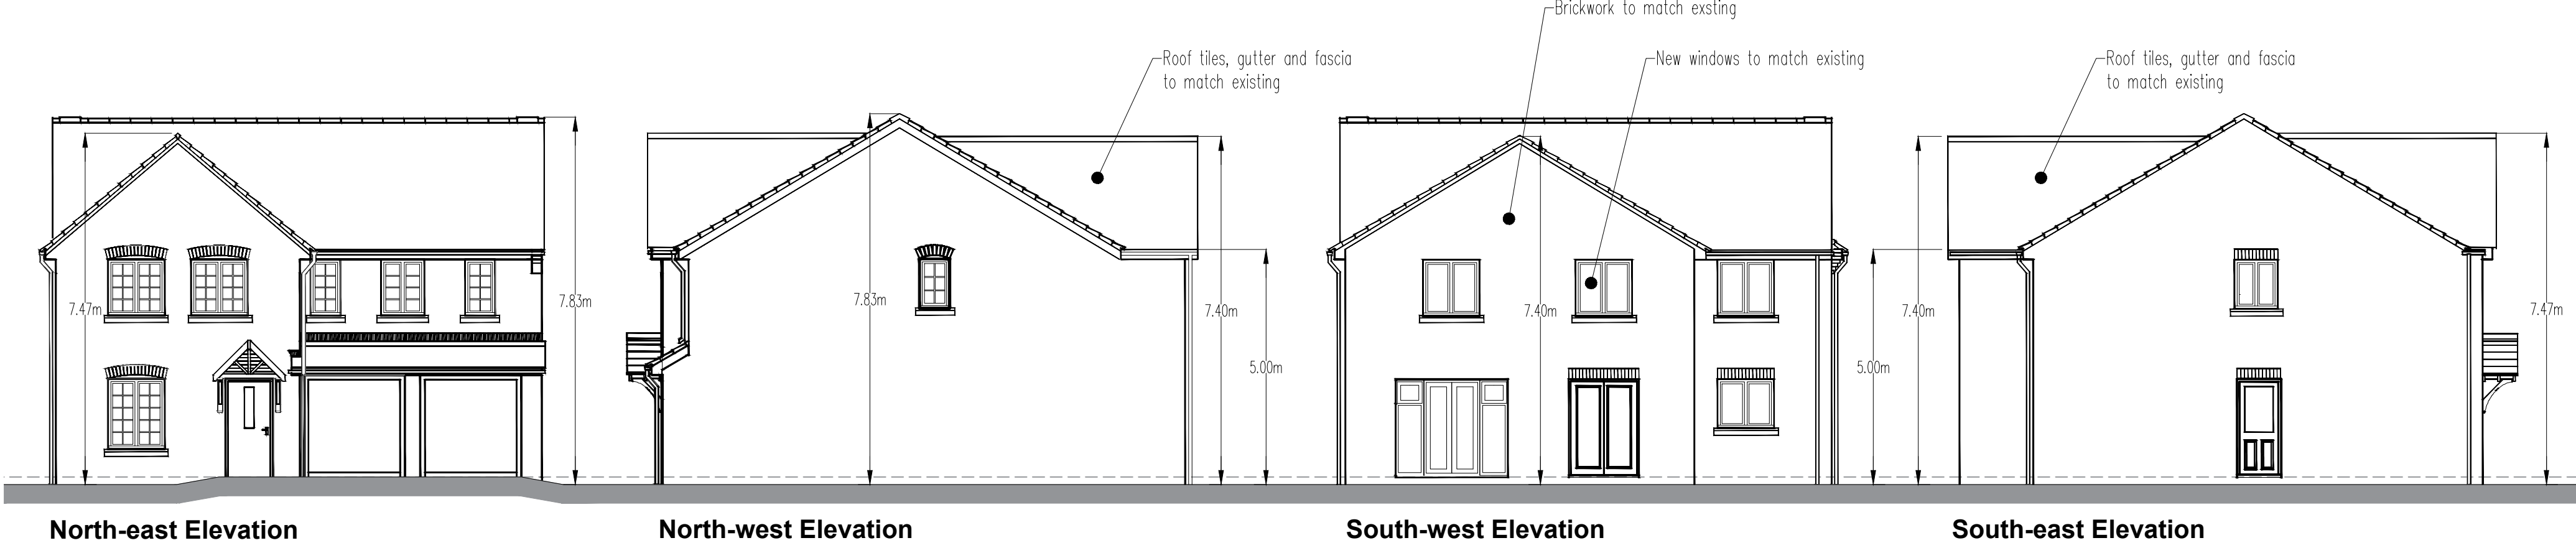 Brickwork to match exsting
Roof tiles, gutter and fascia
to match existing
New windows to match existing
Roof tiles, gutter and fascia
to match existing
7.47m
7.83m
7.83m
7.40m
5.00m
7.40m
5.00m
7.40m
7.47m
North-east Elevation
North-west Elevation
South-west Elevation
South-east Elevation